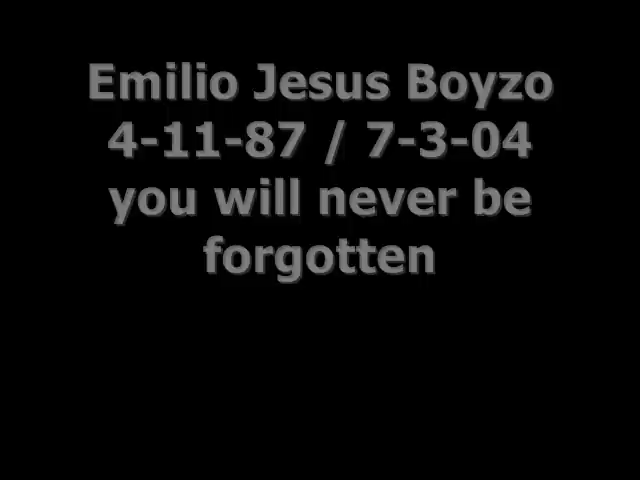 Emilio Jesus Boyzo
4-11-87 / 7-3-04
you will never be
forgotten